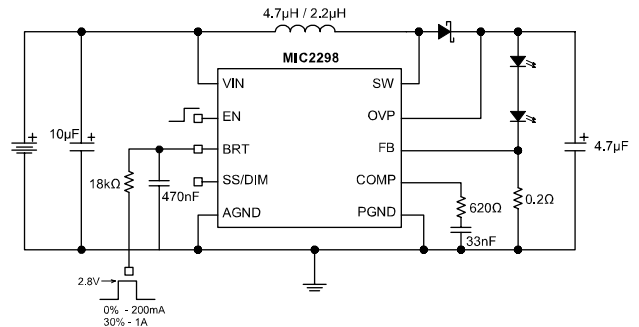 4.7µH / 2.2µH
MIC2298
VIN
SW
EN
OVP
10µF
BRT
FB
4.7µF
18kΩ
470nF
SS/DIM
COMP
620Ω
0.2Ω
AGND
PGND
33nF
2.8V
0% - 200mA
30% - 1A